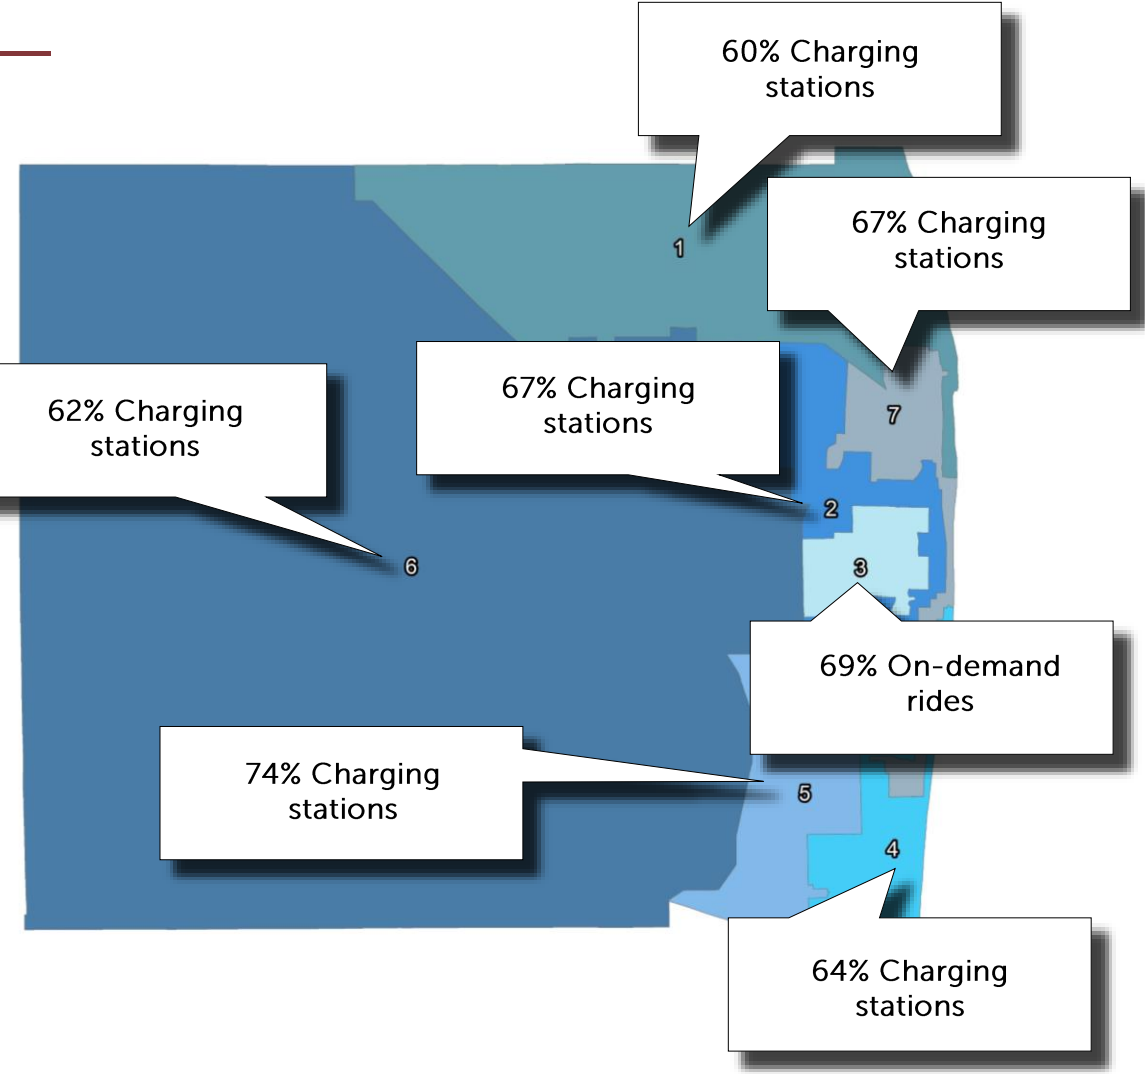 60% Charging
stations
67% Charging
stations
1
67% Charging
stations
62% Charging
stations
7
2
6
3
69% On-demand
rides
74% Charging
stations
5
4
64% Charging
stations